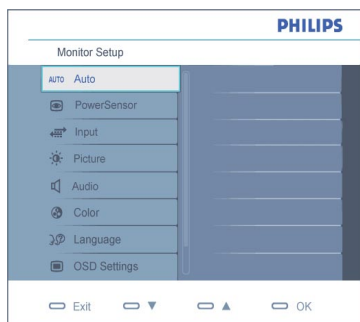 PHILIPS
Monitor Setup
AUTO Auto
PowerSensor
Input
Picture
Audio
Color
Language
OSD Settings
Exit ▼ ▲ OK